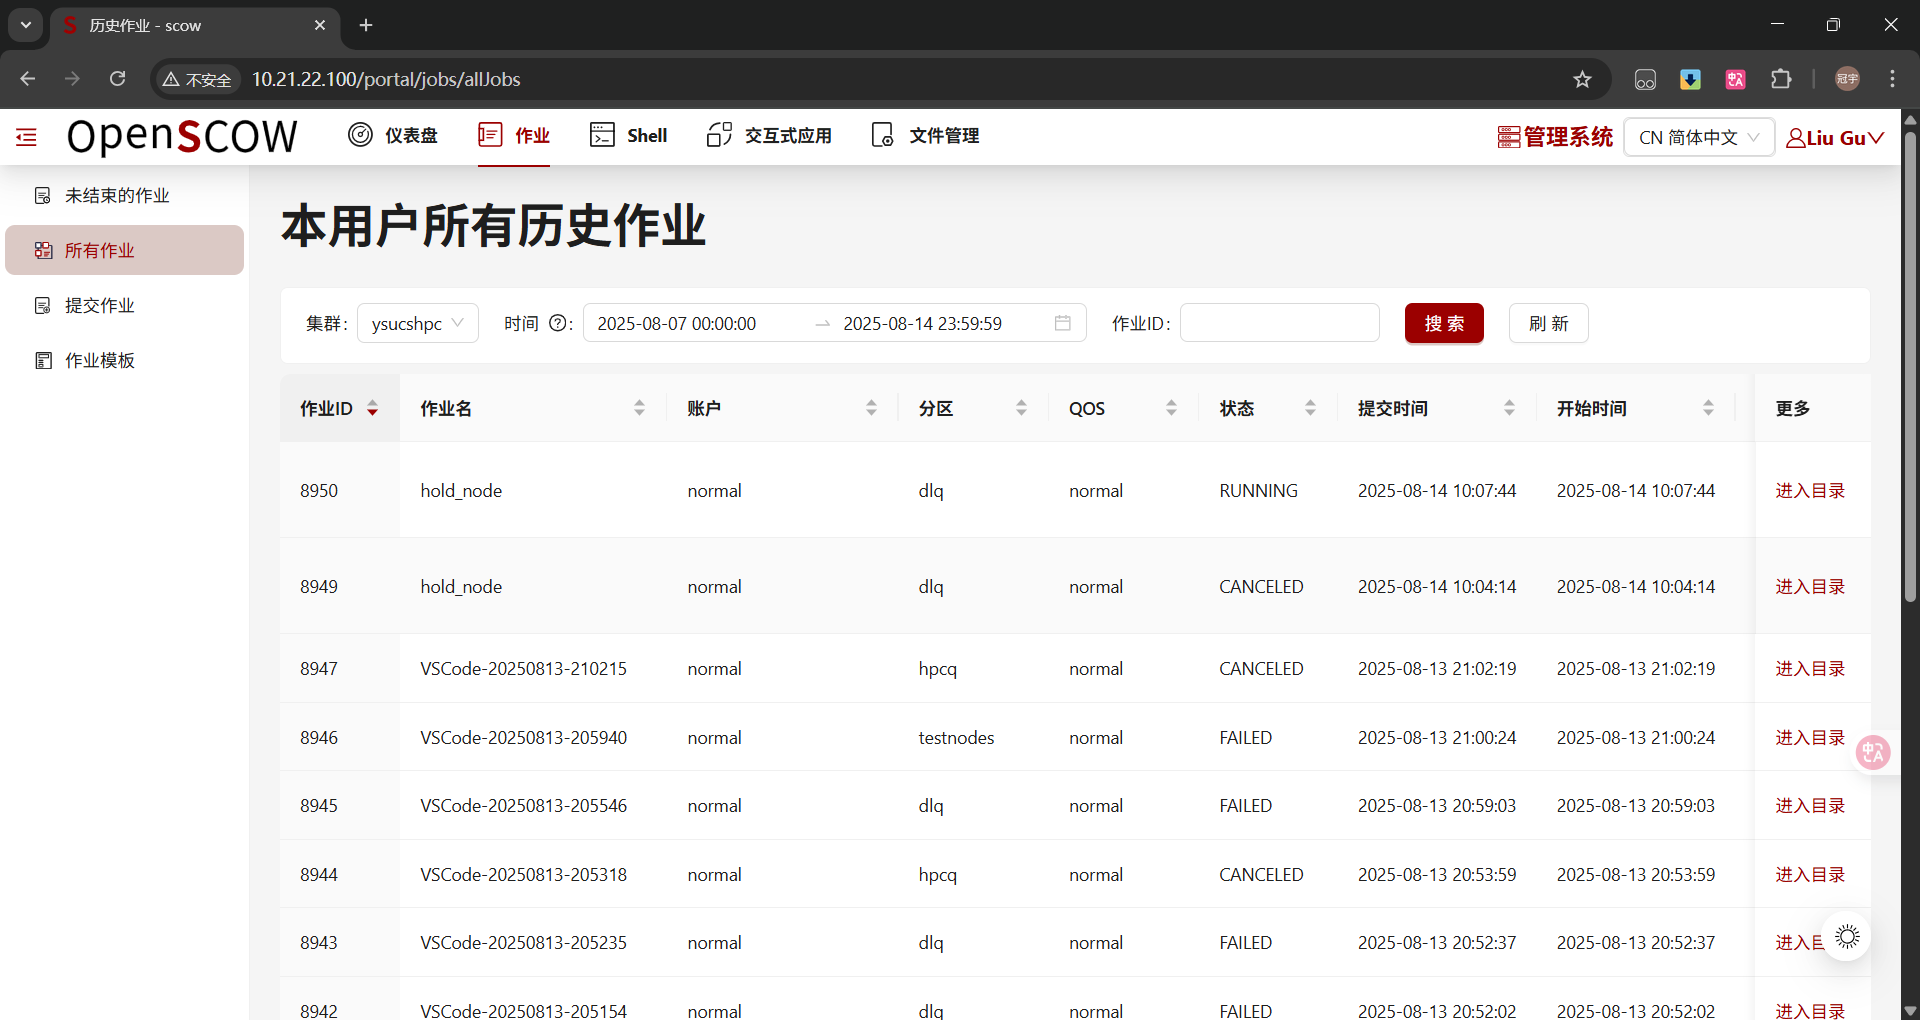 历史作业 - scow
不安全 10.21.22.100/portal/jobs/allJobs 冠宇
OpenSCOW 仪表盘 作业 Shell 交互式应用 文件管理 管理系统 CN 简体中文 Liu Gu
未结束的作业
所有作业
提交作业
作业模板
本用户所有历史作业
集群: ysucshpc 时间 : 2025-08-07 00:00:00 → 2025-08-14 23:59:59 作业ID: 搜 索 刷 新
作业ID 作业名 账户 分区 QOS 状态 提交时间 开始时间 更多
8950 hold_node normal dlq normal RUNNING 2025-08-14 10:07:44 2025-08-14 10:07:44 进入目录
8949 hold_node normal dlq normal CANCELED 2025-08-14 10:04:14 2025-08-14 10:04:14 进入目录
8947 VSCode-20250813-210215 normal hpcq normal CANCELED 2025-08-13 21:02:19 2025-08-13 21:02:19 进入目录
8946 VSCode-20250813-205940 normal testnodes normal FAILED 2025-08-13 21:00:24 2025-08-13 21:00:24 进入目录
8945 VSCode-20250813-205546 normal dlq normal FAILED 2025-08-13 20:59:03 2025-08-13 20:59:03 进入目录
8944 VSCode-20250813-205318 normal hpcq normal CANCELED 2025-08-13 20:53:59 2025-08-13 20:53:59 进入目录
8943 VSCode-20250813-205235 normal dlq normal FAILED 2025-08-13 20:52:37 2025-08-13 20:52:37 进入
8942 VSCode-20250813-205154 normal dlq normal FAILED 2025-08-13 20:52:02 2025-08-13 20:52:02 进入目录